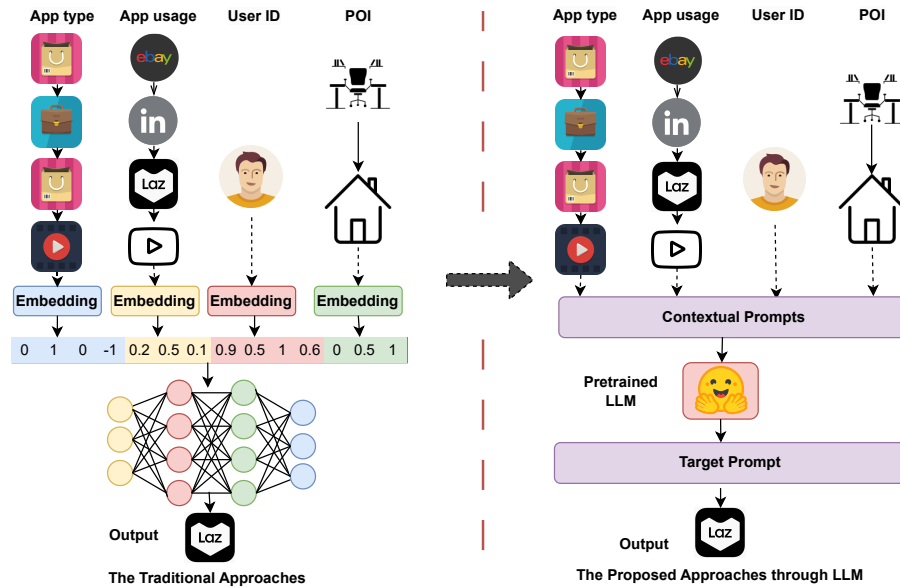 App type App usage User ID POI
ebay
in
Laz
Embedding Embedding Embedding Embedding
0 1 0 -1 0.2 0.5 0.1 0.9 0.5 1 0.6 0 0.5 1
Output
Laz
The Traditional Approaches
App type App usage User ID POI
ebay
in
Laz
Contextual Prompts
Pretrained
LLM
Target Prompt
Laz
Output
The Proposed Approaches through LLM